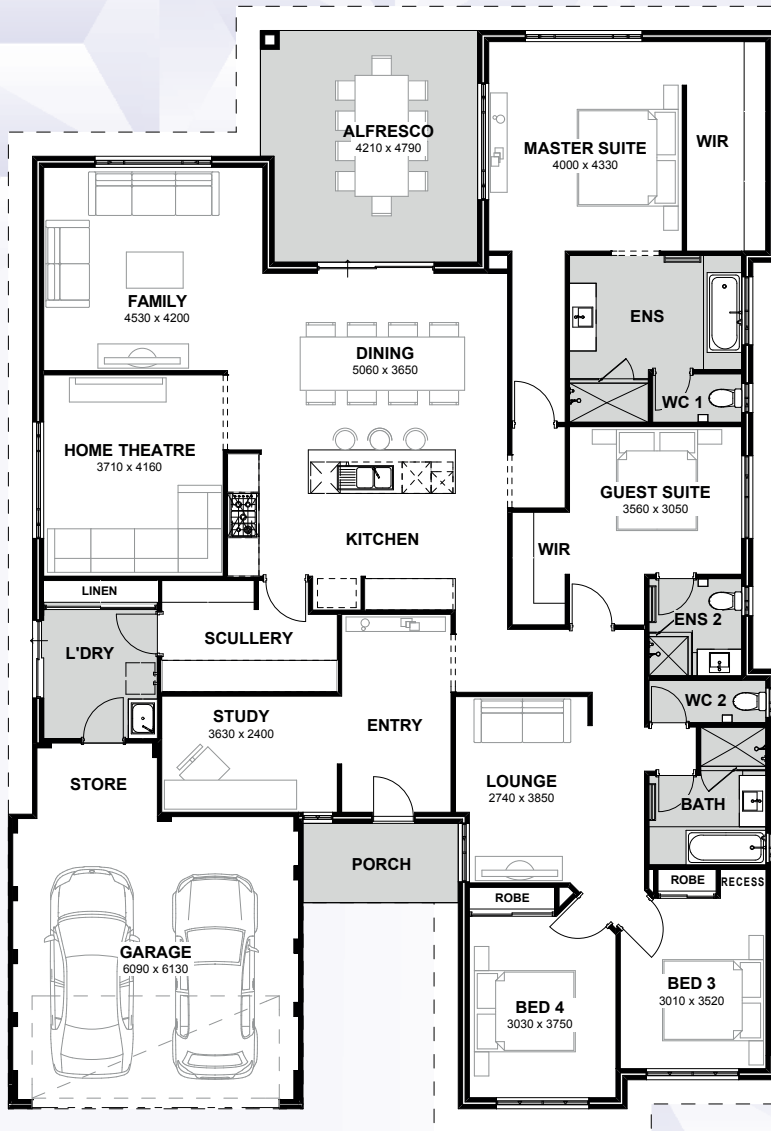 ALFRESCO
4210 x 4790
MASTER SUITE
4000 x 4330
WIR
FAMILY
4530 x 4200
ENS
DINING
5060 x 3650
WC 1
HOME THEATRE
3710 x 4160
GUEST SUITE
3560 x 3050
KITCHEN
WIR
LINEN
SCULLERY
L'DRY
ENS 2
WC 2
STUDY
3630 x 2400
ENTRY
STORE
LOUNGE
2740 x 3850
BATH
PORCH
ROBE
RECESS
ROBE
GARAGE
6090 x 6130
BED 3
3010 x 3520
BED 4
3030 x 3750